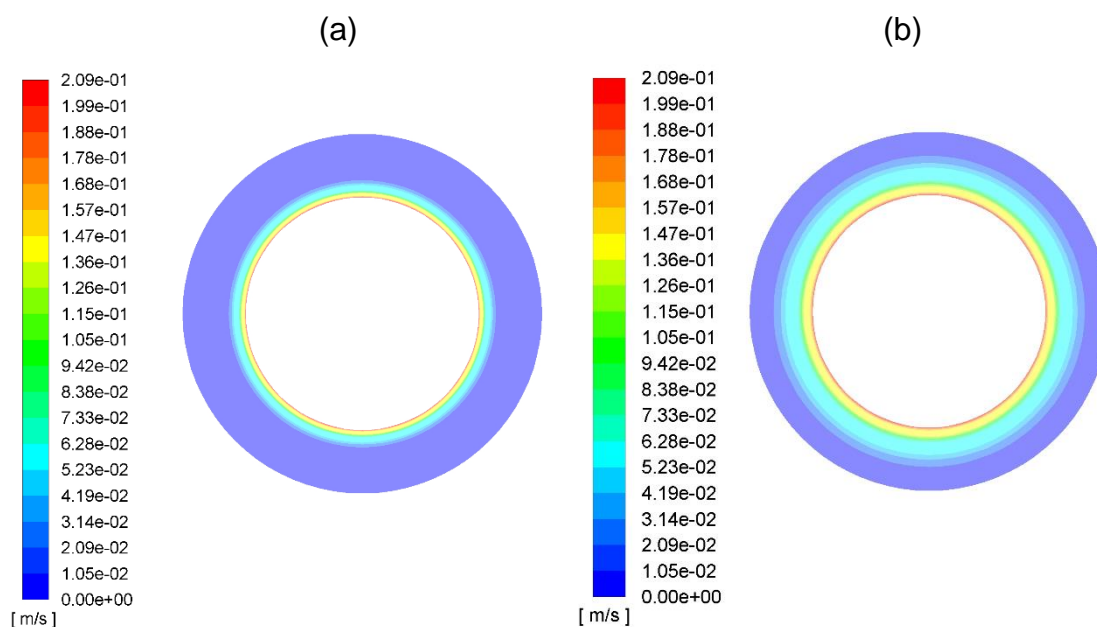 (a)
2.09e-01
1.99e-01
1.88e-01
1.78e-01
1.68e-01
1.57e-01
1.47e-01
1.36e-01
1.26e-01
1.15e-01
1.05e-01
9.42e-02
8.38e-02
7.33e-02
6.28e-02
5.23e-02
4.19e-02
3.14e-02
2.09e-02
1.05e-02
0.00e+00
[ m/s ]
(b)
2.09e-01
1.99e-01
1.88e-01
1.78e-01
1.68e-01
1.57e-01
1.47e-01
1.36e-01
1.26e-01
1.15e-01
1.05e-01
9.42e-02
8.38e-02
7.33e-02
6.28e-02
5.23e-02
4.19e-02
3.14e-02
2.09e-02
1.05e-02
0.00e+00
[ m/s ]